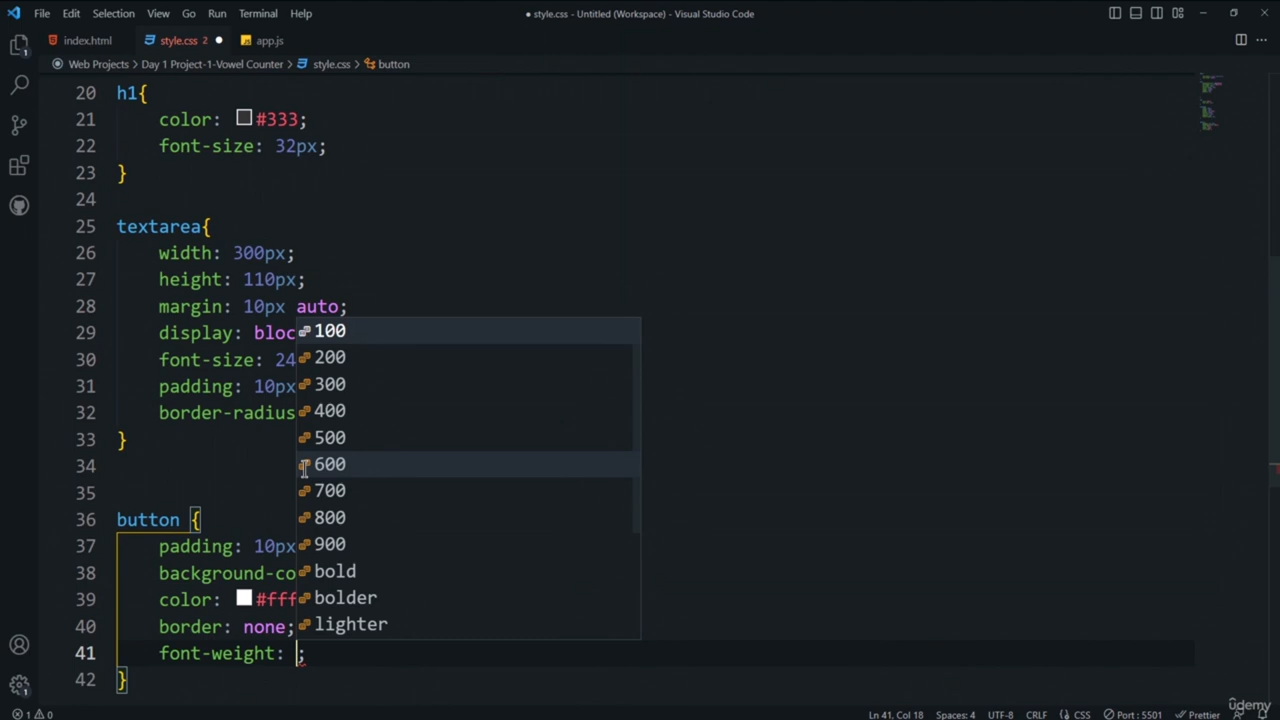 File Edit Selection View Go Run Terminal Help
● style.css - Untitled (Workspace) - Visual Studio Code
index.html style.css 2 ● app.js
Web Projects > Day 1 Project-1-Vowel Counter > style.css > button
20 h1{
21 color: #333;
22 font-size: 32px;
23 }
24
25 textarea{
26 width: 300px;
27 height: 110px;
28 margin: 10px auto;
29 display: bloc
30 font-size: 24
31 padding: 10px
32 border-radius
33 }
34
35
36 button {
37 padding: 10px
38 background-co
39 color: #fff
40 border: none;
41 font-weight: ;
42 }
100
200
300
400
500
600
700
800
900
bold
bolder
lighter
1 0 Ln 41, Col 18 Spaces: 4 UTF-8 CRLF {} CSS Port : 5501 Prettier
udemy